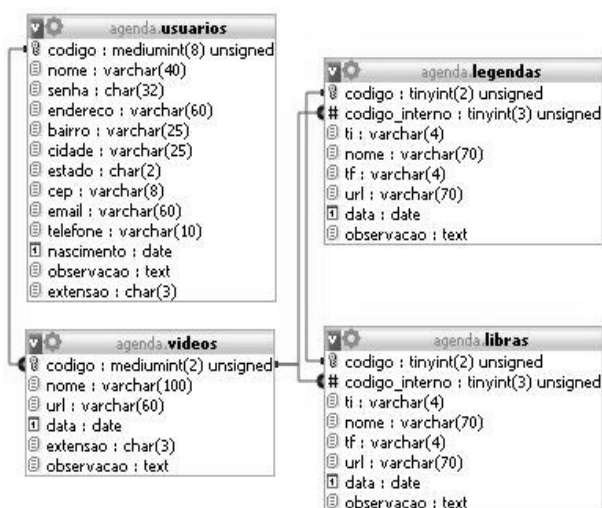 agenda.usuarios
codigo : mediumint(8) unsigned
nome : varchar(40)
senha : char(32)
endereco : varchar(60)
bairro : varchar(25)
cidade : varchar(25)
estado : char(2)
cep : varchar(8)
email : varchar(60)
telefone : varchar(10)
nascimento : date
observacao : text
extensao : char(3)
agenda.videos
codigo : mediumint(2) unsigned
nome : varchar(100)
url : varchar(60)
data : date
extensao : char(3)
observacao : text
agenda.legendas
codigo : tinyint(2) unsigned
# codigo_interno : tinyint(3) unsigned
ti : varchar(4)
nome : varchar(70)
tf : varchar(4)
url : varchar(70)
data : date
observacao : text
agenda.libras
codigo : tinyint(2) unsigned
# codigo_interno : tinyint(3) unsigned
ti : varchar(4)
nome : varchar(70)
tf : varchar(4)
url : varchar(70)
data : date
observacao : text